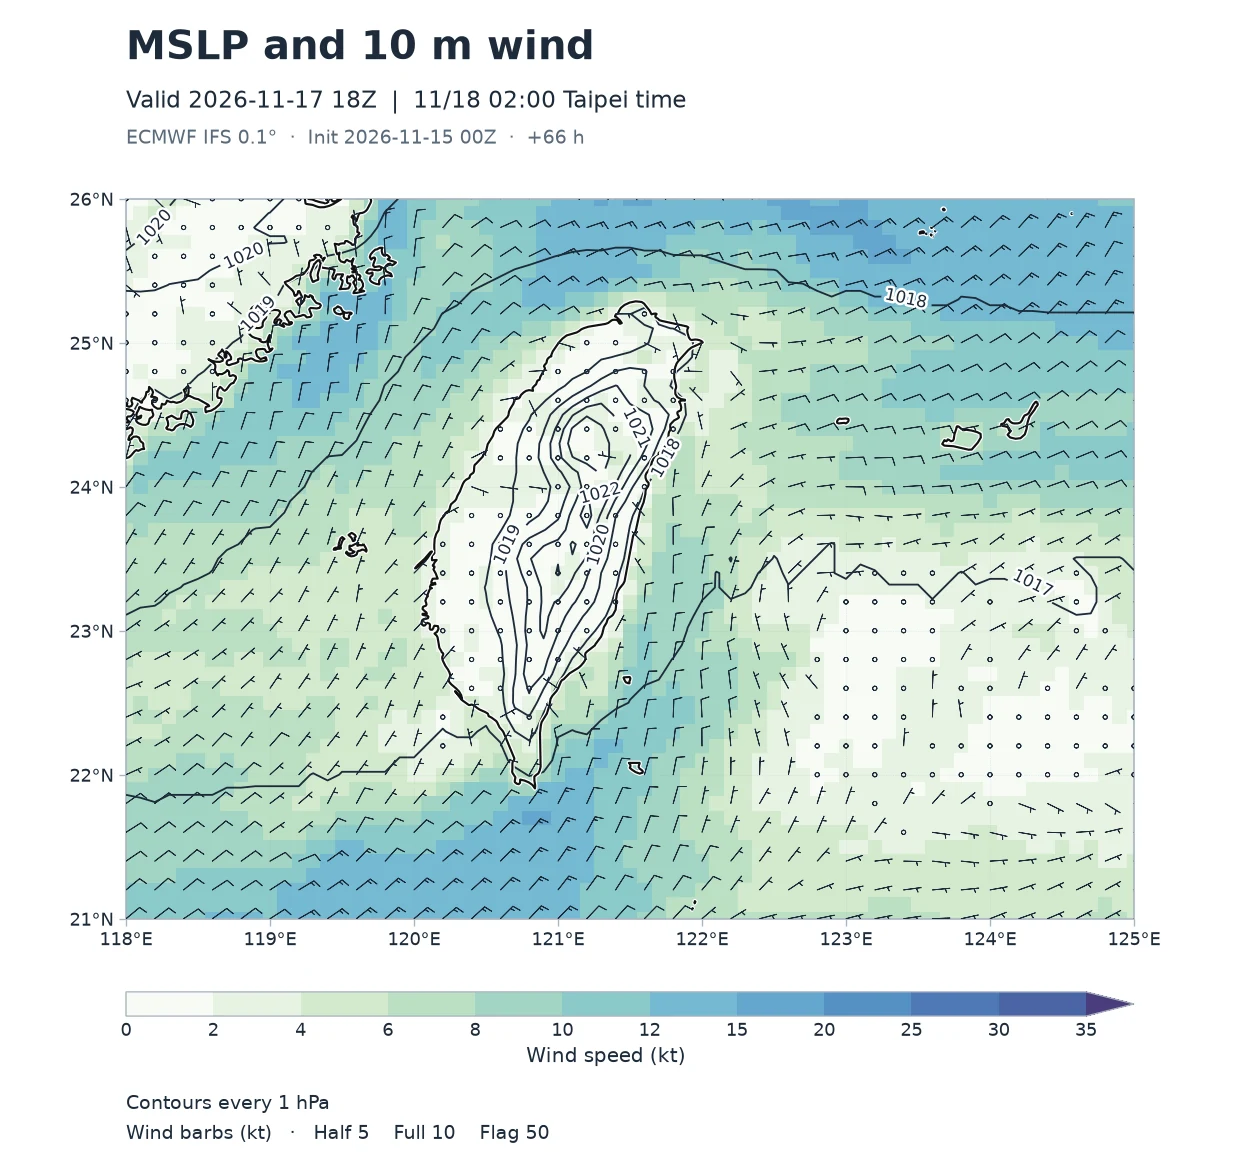 MSLP and 10 m wind
Valid 2026-11-17 18Z | 11/18 02:00 Taipei time
ECMWF IFS 0.1° · Init 2026-11-15 00Z · +66 h
26°N
25°N
24°N
23°N
22°N
21°N
1020
1020
1019
1018
1021
1018
1022
1019
1020
1017
118°E 119°E 120°E 121°E 122°E 123°E 124°E 125°E
0 2 4 6 8 10 12 15 20 25 30 35
Wind speed (kt)
Contours every 1 hPa
Wind barbs (kt) · Half 5 Full 10 Flag 50